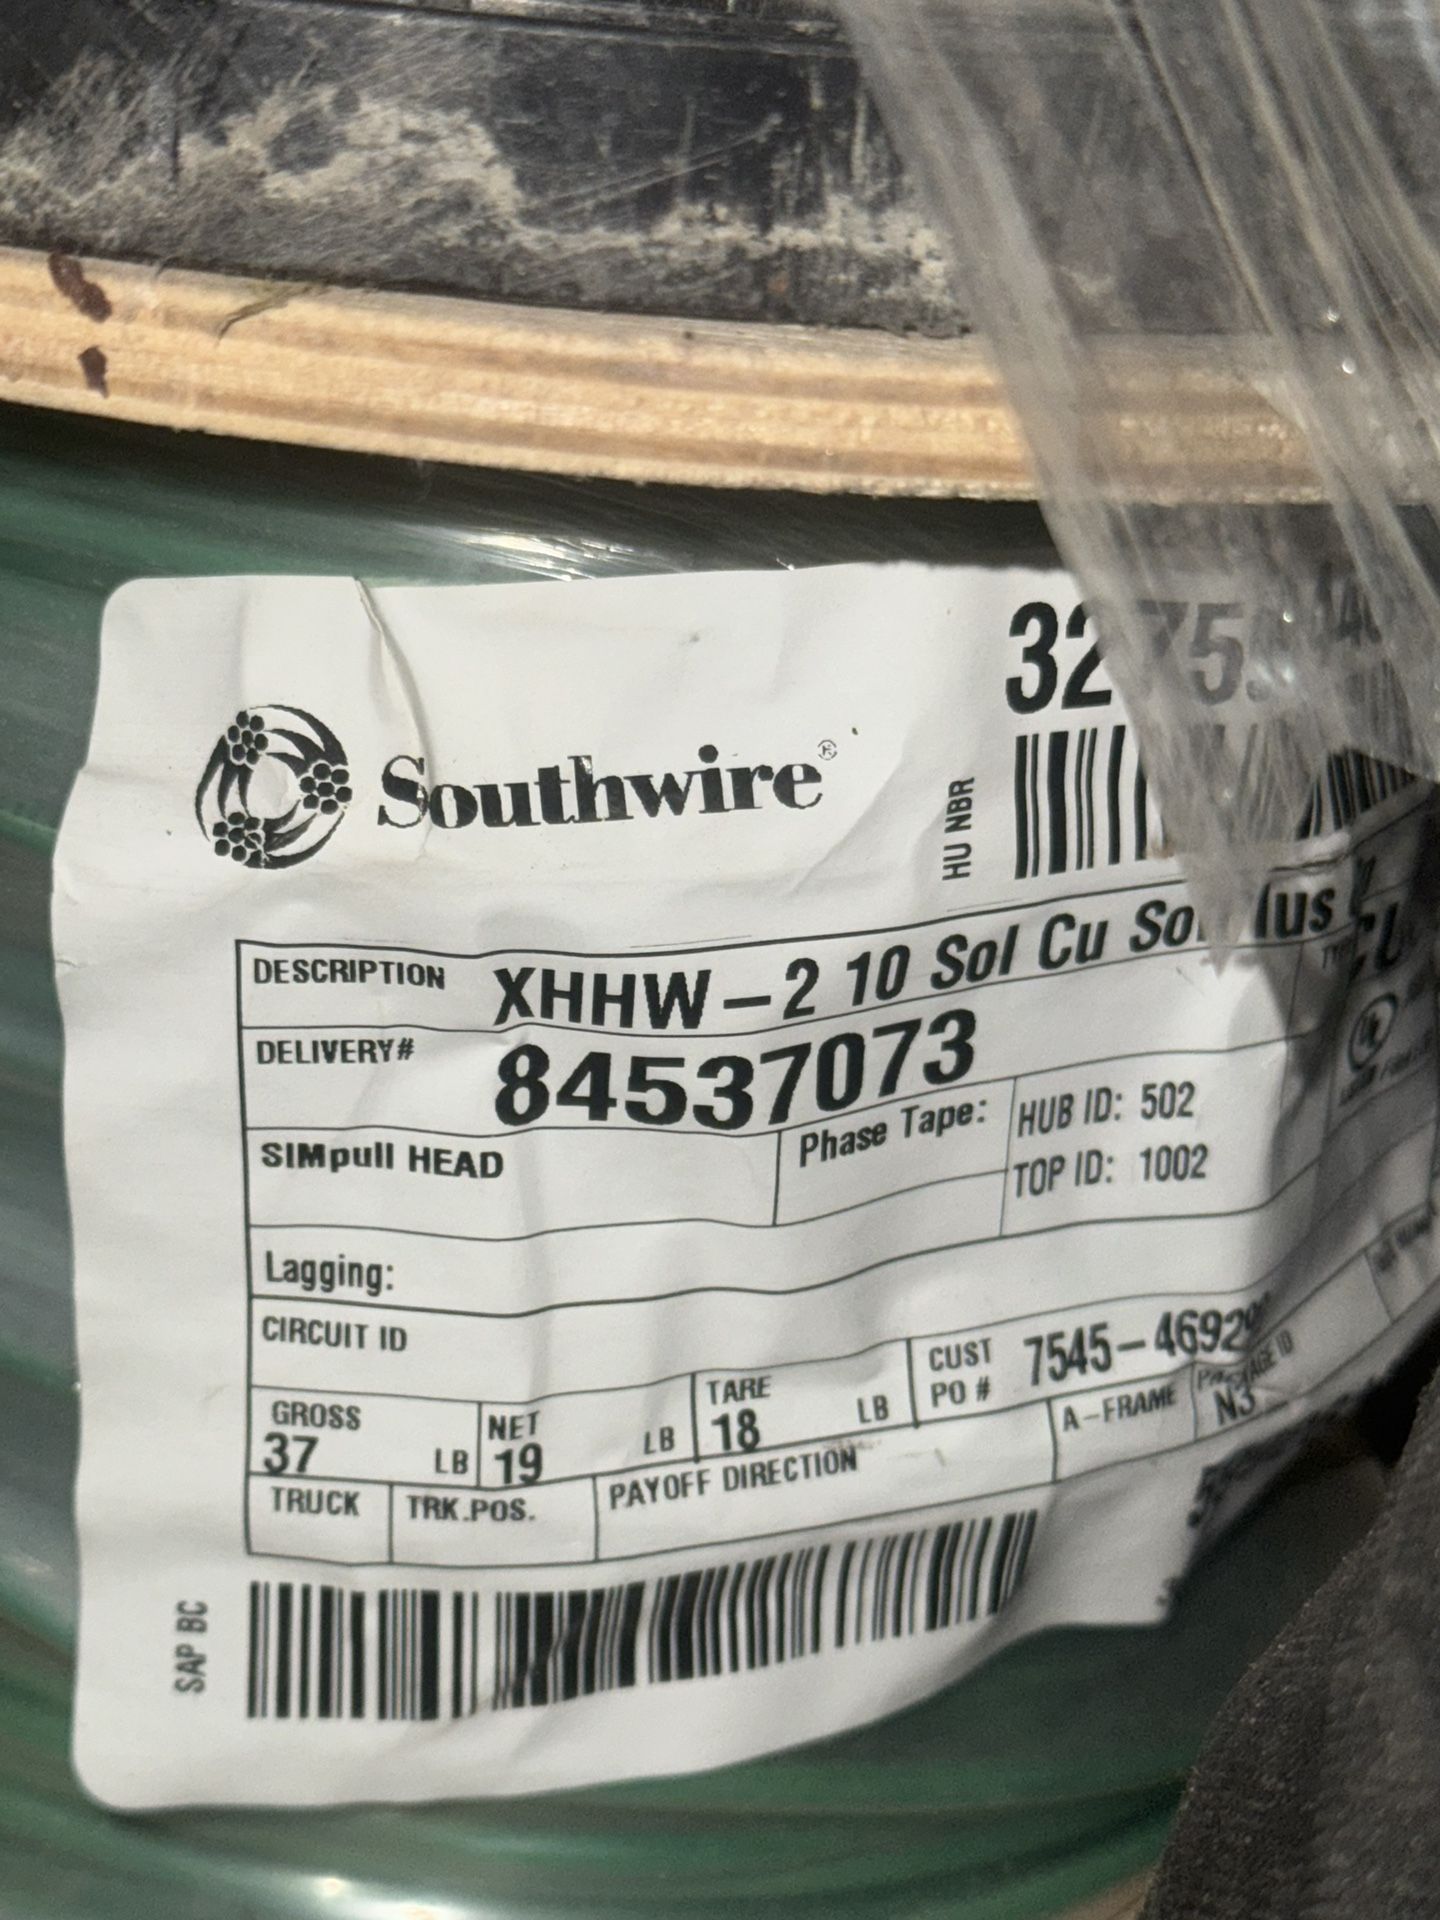 Southwire®
HU NBR
DESCRIPTION XHHW-2 10 Sol Cu
DELIVERY# 84537073
SIMpull HEAD
Phase Tape:
HUB ID: 502
TOP ID: 1002
Lagging:
CIRCUIT ID
GROSS 37 LB
NET 19 LB
TARE 18 LB
CUST PO #
A-FRAME
N3
TRUCK
TRK.POS.
PAYOFF DIRECTION
SAP BC